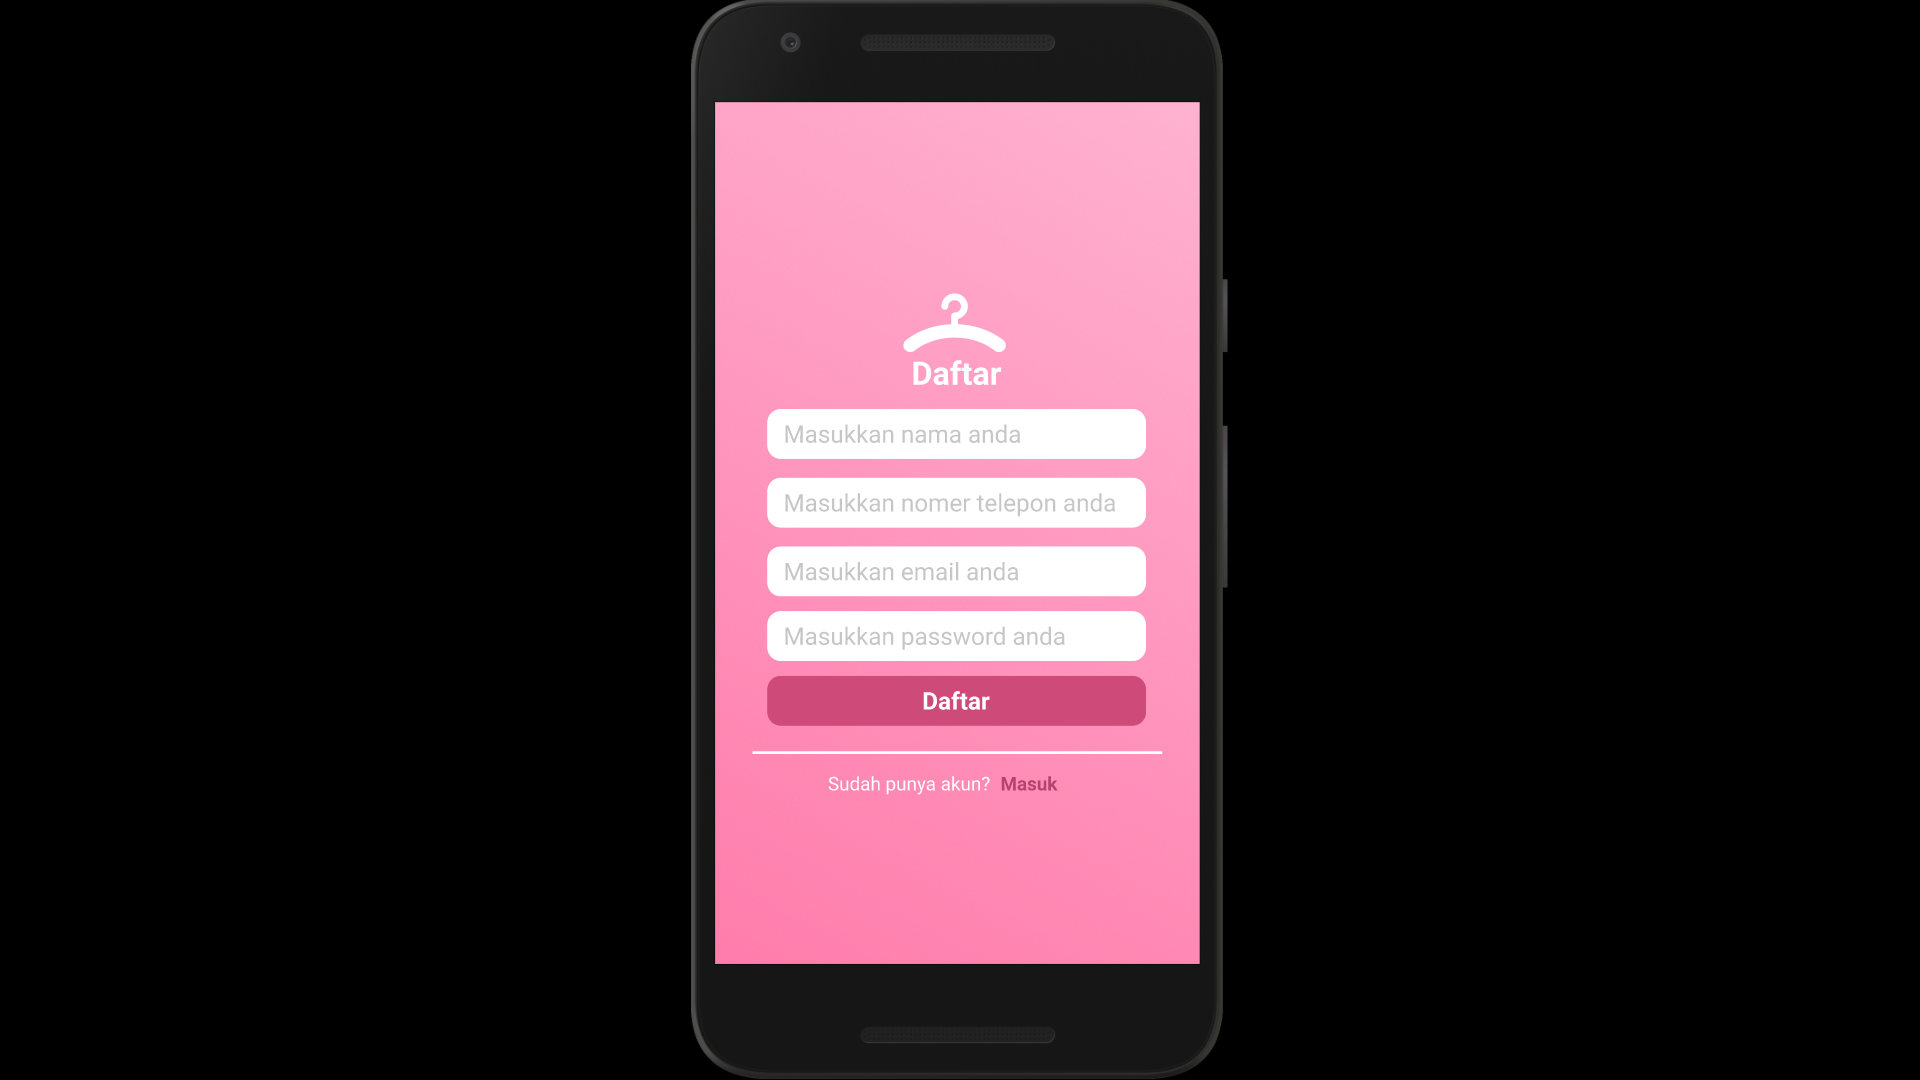 Daftar
Masukkan nama anda
Masukkan nomer telepon anda
Masukkan email anda
Masukkan password anda
Daftar
Sudah punya akun? Masuk